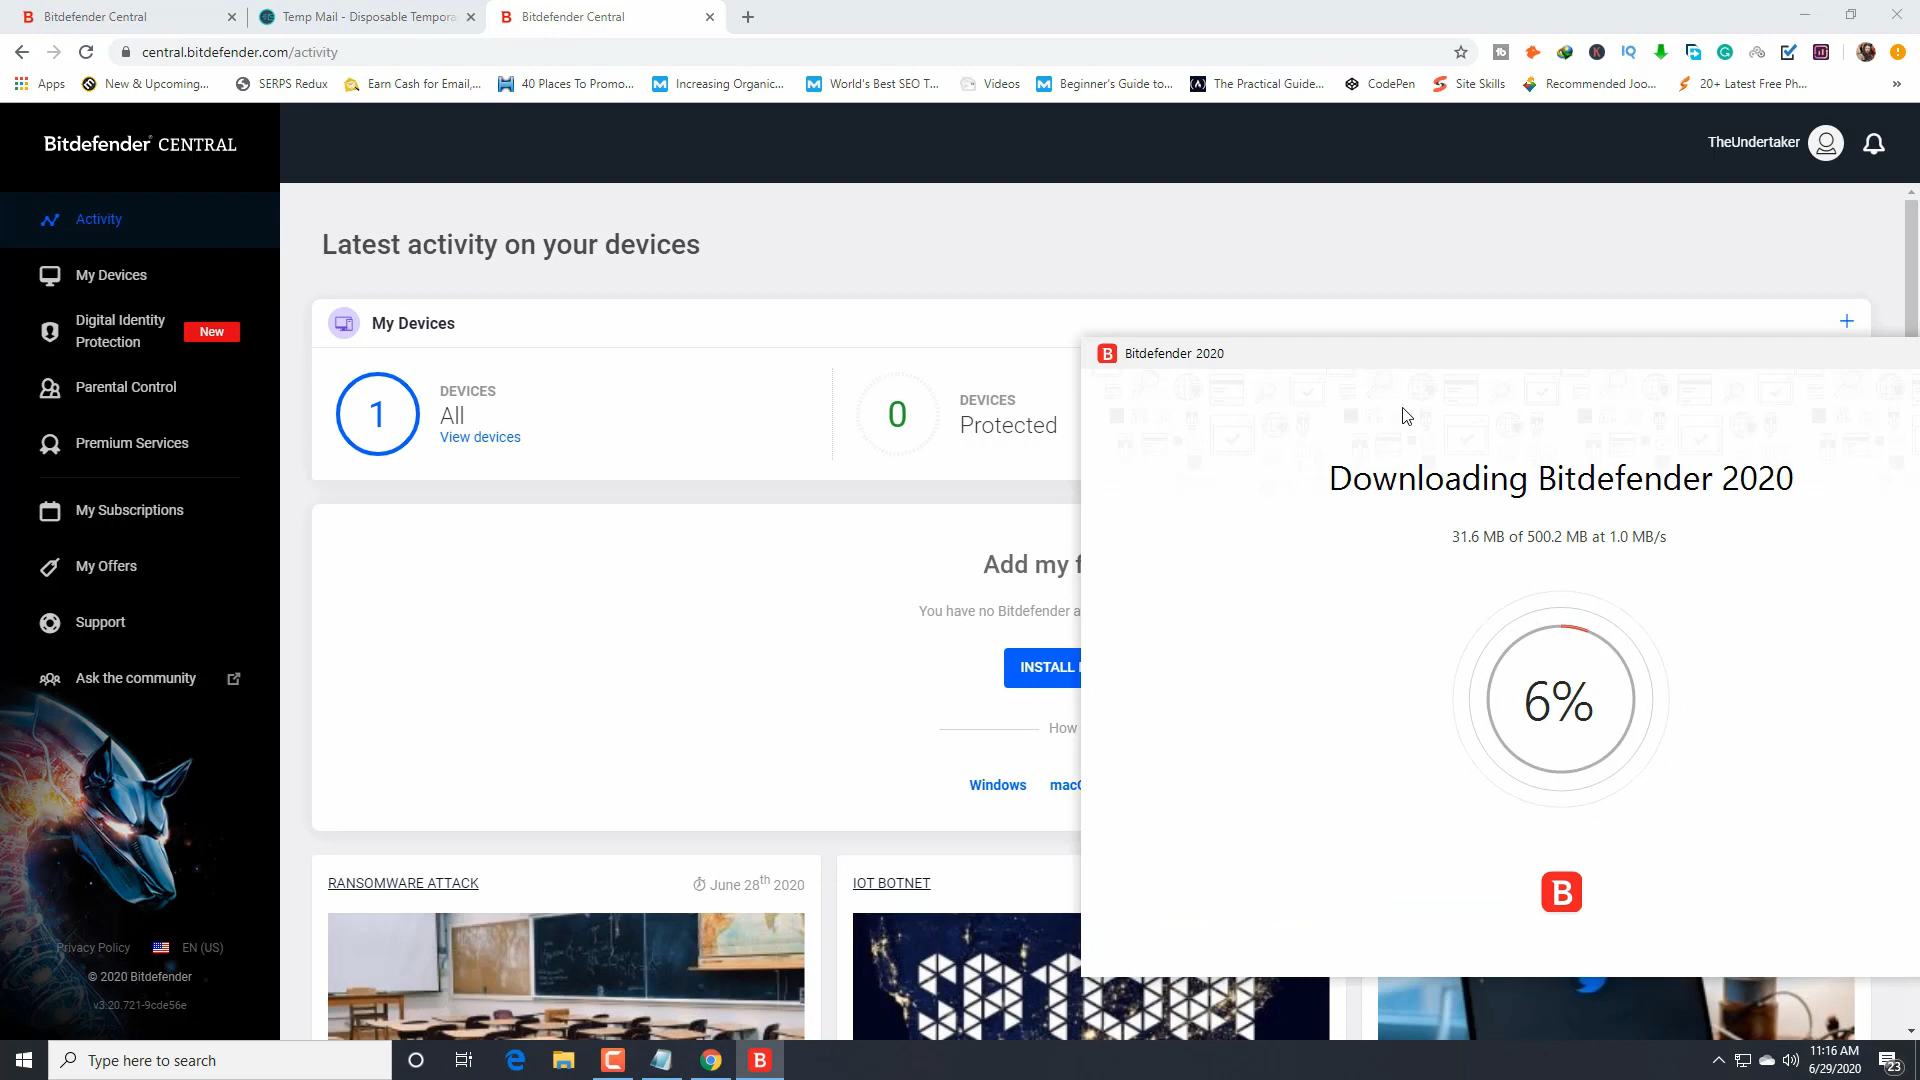 Bitdefender Central
Temp Mail - Disposable Tempora
Bitdefender Central
central.bitdefender.com/activity
Apps
New & Upcoming...
SERPS Redux
Earn Cash for Email,...
40 Places To Promo...
Increasing Organic...
World's Best SEO T...
Videos
Beginner's Guide to...
The Practical Guide...
CodePen
Site Skills
Recommended Joo...
20+ Latest Free Ph...
»
Bitdefender® CENTRAL
TheUndertaker
Activity
My Devices
Digital Identity
Protection
New
Parental Control
Premium Services
My Subscriptions
My Offers
Support
Ask the community
Privacy Policy
EN (US)
© 2020 Bitdefender
v3.20.721-9cde56e
Latest activity on your devices
My Devices
1
DEVICES
All
View devices
0
DEVICES
Protected
Add my f
You have no Bitdefender a
INSTALL
How
Windows
macO
RANSOMWARE ATTACK
June 28th 2020
IOT BOTNET
B Bitdefender 2020
Downloading Bitdefender 2020
31.6 MB of 500.2 MB at 1.0 MB/s
6%
B
Type here to search
11:16 AM
6/29/2020
23